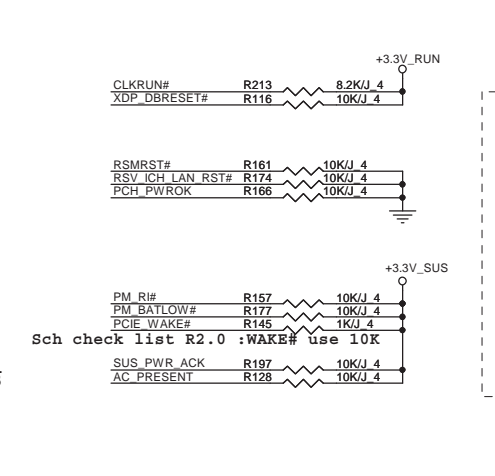 +3.3V_RUN
CLKRUN# R213 8.2K/J_4
XDP_DBRESET# R116 10K/J_4
RSMRST# R161 10K/J_4
RSV_ICH_LAN_RST# R174 10K/J_4
PCH_PWROK R166 10K/J_4
+3.3V_SUS
PM_RI# R157 10K/J_4
PM_BATLOW# R177 10K/J_4
PCIE_WAKE# R145 1K/J_4
Sch check list R2.0 :WAKE# use 10K
SUS_PWR_ACK R197 10K/J_4
AC_PRESENT R128 10K/J_4